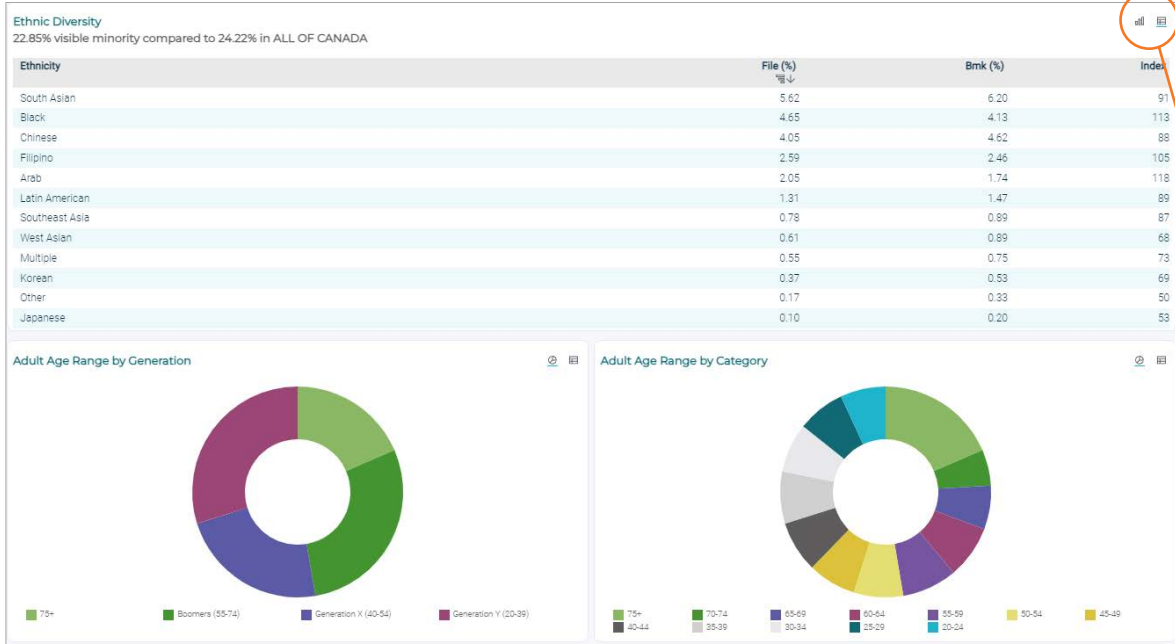 Ethnic Diversity
22.85% visible minority compared to 24.22% in ALL OF CANADA
Ethnicity File (%) Bmk (%) Index
South Asian 5.62 6.20 91
Black 4.65 4.13 113
Chinese 4.05 4.62 88
Filipino 2.59 2.46 105
Arab 2.05 1.74 118
Latin American 1.31 1.47 89
Southeast Asia 0.78 0.89 87
West Asian 0.61 0.89 68
Multiple 0.55 0.75 73
Korean 0.37 0.53 69
Other 0.17 0.33 50
Japanese 0.10 0.20 53
Adult Age Range by Generation
75+ Boomers (55-74) Generation X (40-54) Generation Y (20-39)
Adult Age Range by Category
75+ 70-74 65-69 60-64 55-59 50-54 45-49
40-44 35-39 30-34 25-29 20-24